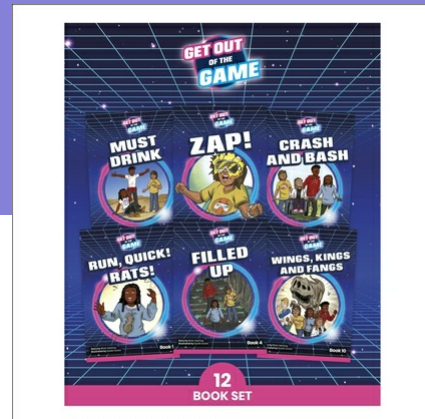 GET OUT
OF THE
GAME
GET OUT
OF THE
GAME
MUST
DRINK
GET OUT
OF THE
GAME
ZAP!
GET OUT
OF THE
GAME
CRASH
AND BASH
GET OUT
OF THE
GAME
RUN, QUICK!
RATS!
Book 1
GET OUT
OF THE
GAME
FILLED
UP
Book 4
GET OUT
OF THE
GAME
WINGS, KINGS
AND FANGS
Book 10
12
BOOK SET